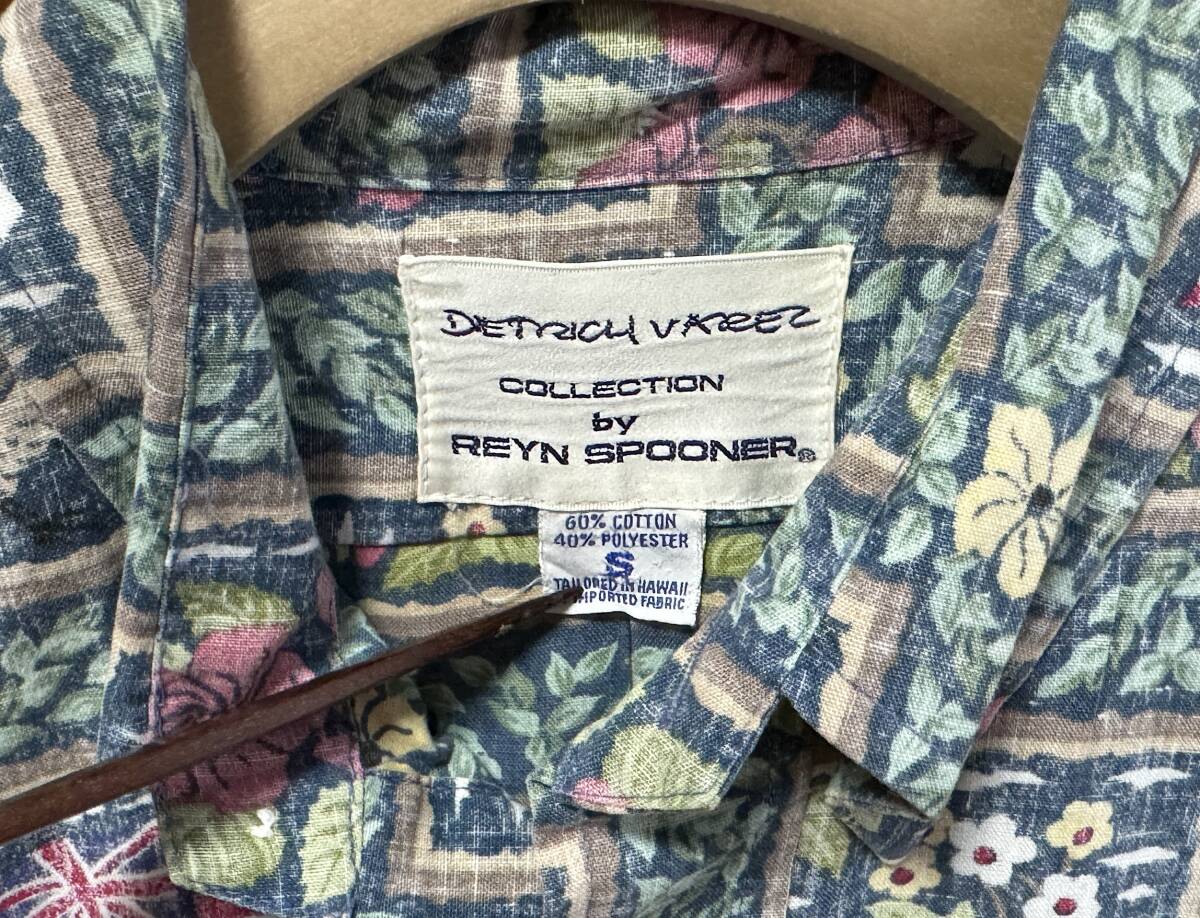 DIETRICH VAREZ
COLLECTION
by
REYN SPOONER®
60% COTTON
40% POLYESTER
S
TAILORED IN HAWAII
IMPORTED FABRIC